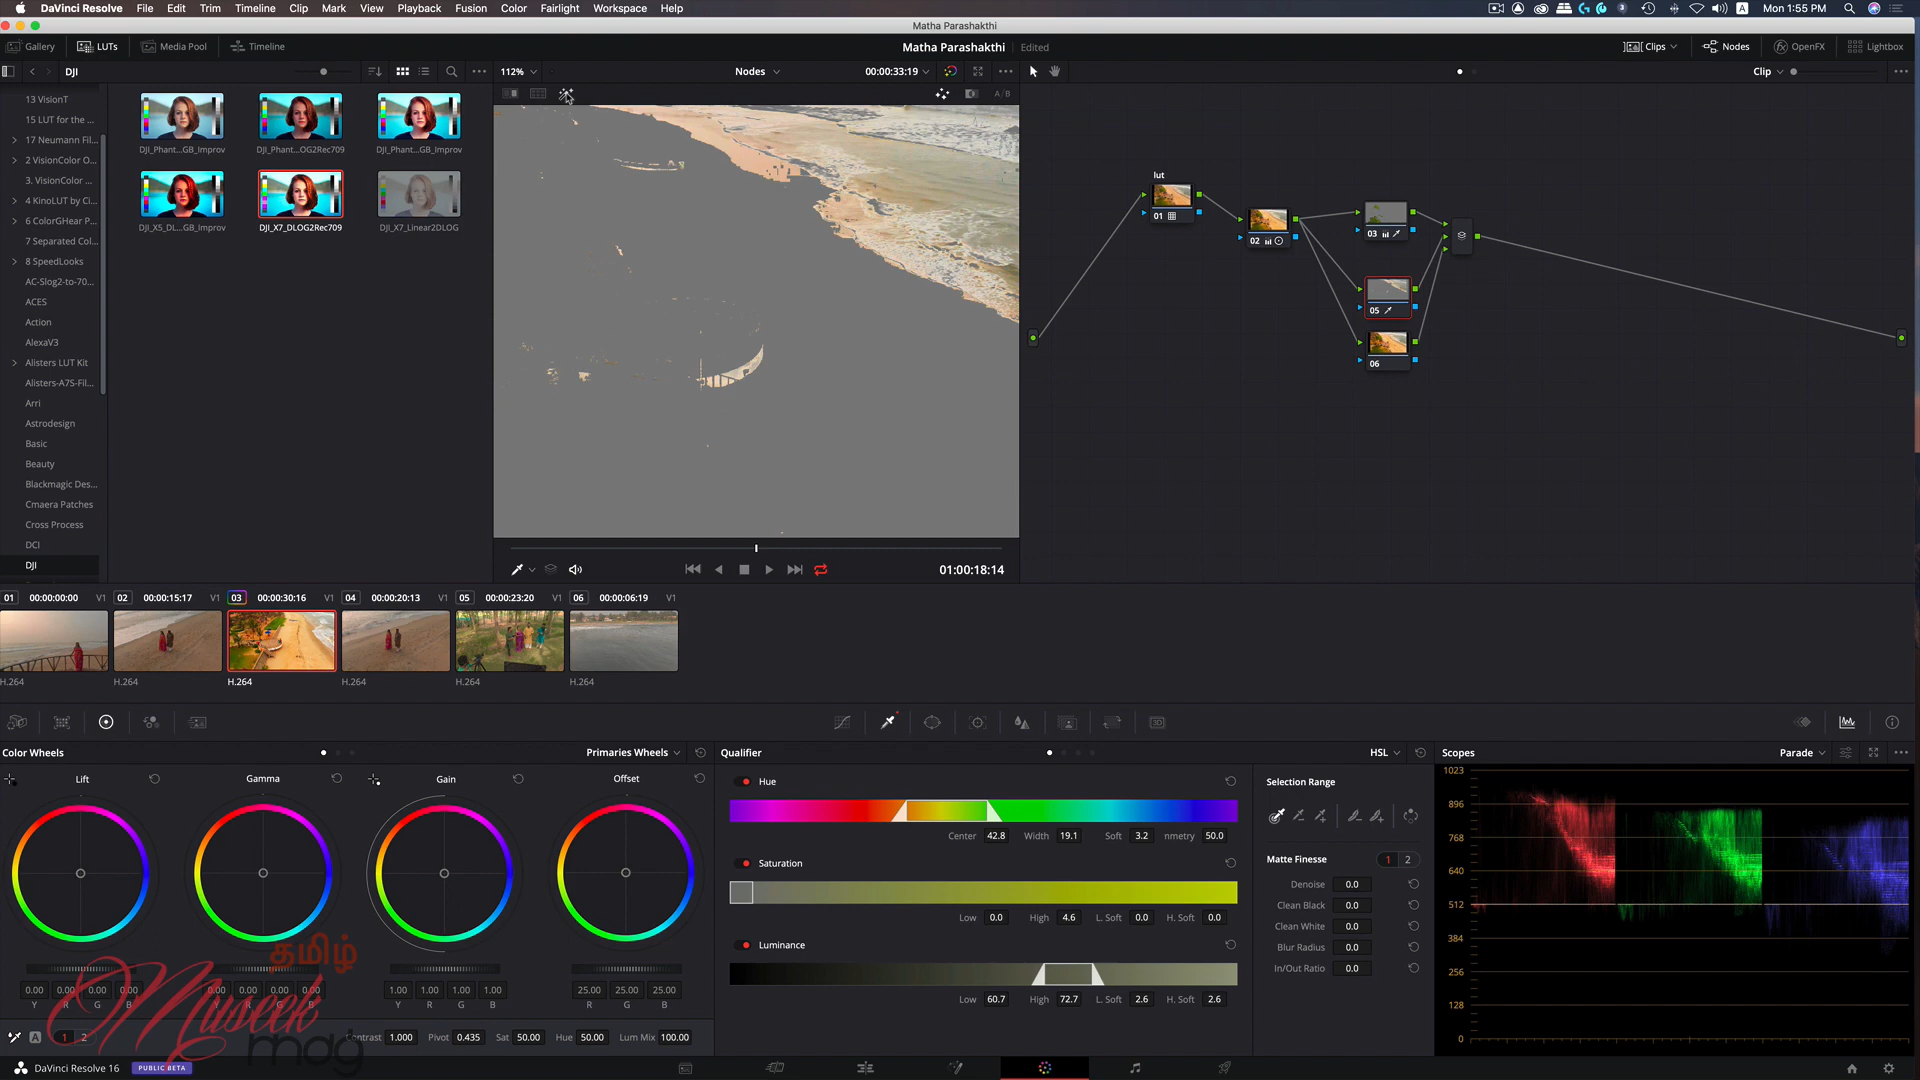 DaVinci Resolve File Edit Trim Timeline Clip Mark View Playback Fusion Color Fairlight Workspace Help
3 A Mon 1:55 PM
Matha Parashakthi
Gallery LUTs Media Pool Timeline
Matha Parashakthi Edited
Clips Nodes OpenFX Lightbox
DJI
112% Nodes 00:00:33:19
Clip
A/B
13 VisionT
15 LUT for the ...
17 Neumann Fil...
2 VisionColor O...
3. VisionColor ...
4 KinoLUT by Ci...
6 ColorGHear P...
7 Separated Col...
8 SpeedLooks
AC-Slog2-to-70...
ACES
Action
AlexaV3
Alisters LUT Kit
Alisters-A7S-Fil...
Arri
Astrodesign
Basic
Beauty
Blackmagic Des...
Cmaera Patches
Cross Process
DCI
DJI
DJI_Phant...GB_Improv
DJI_Phant...OG2Rec709
DJI_Phant...GB_Improv
DJI_X5_DL...GB_Improv
DJI_X7_DLOG2Rec709
DJI_X7_Linear2DLOG
lut
01
02
03
05
06
01:00:18:14
01 00:00:00:00 V1
02 00:00:15:17 V1
03 00:00:30:16 V1
04 00:00:20:13 V1
05 00:00:23:20 V1
06 00:00:06:19 V1
H.264
H.264
H.264
H.264
H.264
H.264
3D
Color Wheels Primaries Wheels
Lift Gamma Gain Offset
0.00 0.00 0.00 0.00
Y R G B
0.00 0.00 0.00 0.00
Y R G B
1.00 1.00 1.00 1.00
Y R G B
25.00 25.00 25.00
R G B
A 1 2 Contrast 1.000 Pivot 0.435 Sat 50.00 Hue 50.00 Lum Mix 100.00
Qualifier HSL
Hue
Center 42.8 Width 19.1 Soft 3.2 nmetry 50.0
Saturation
Low 0.0 High 4.6 L. Soft 0.0 H. Soft 0.0
Luminance
Low 60.7 High 72.7 L. Soft 2.6 H. Soft 2.6
Selection Range
Matte Finesse 1 2
Denoise 0.0
Clean Black 0.0
Clean White 0.0
Blur Radius 0.0
In/Out Ratio 0.0
Scopes Parade
1023
896
768
640
512
384
256
128
0
தமிழ்
Museek
mag
DaVinci Resolve 16 PUBLIC BETA